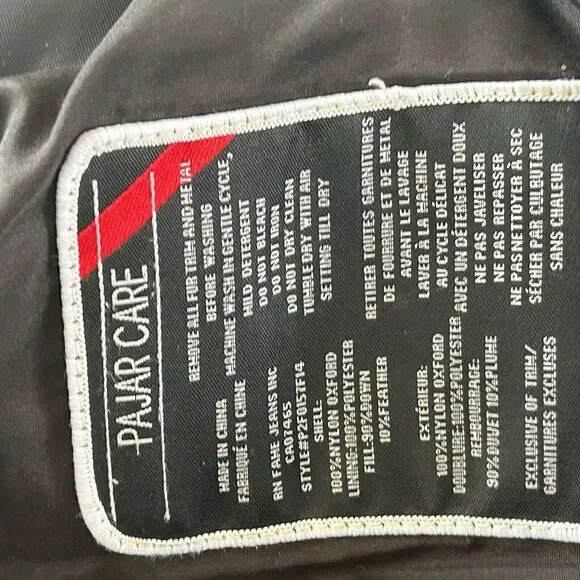 PAJAR CARE
REMOVE ALL FUR TRIM AND METAL
BEFORE WASHING
MACHINE WASH IN GENTLE CYCLE,
MILD DETERGENT
DO NOT BLEACH
DO NOT IRON
DO NOT DRY CLEAN
TUMBLE DRY WITH AIR
SETTING TILL DRY
RETIRER TOUTES GARNITURES
DE FOURRURE ET DE METAL
AVANT LE LAVAGE
LAVER À LA MACHINE
AU CYCLE DÉLICAT
AVEC UN DÉTERGENT DOUX
NE PAS JAVELISER
NE PAS REPASSER
NE PAS NETTOYER À SEC
SÉCHER PAR CULBUTAGE
SANS CHALEUR
MADE IN CHINA
FABRIQUÉ EN CHINE
RN FAME JEANS INC
CA07465
STYLE#P2F0157F14
SHELL:
100%NYLON OXFORD
LINING:100%POLYESTER
FILL:90%DOWN
10%FEATHER
EXTÉRIEUR:
100%NYLON OXFORD
DOUBLURE:100%POLYESTER
REMBOURRAGE:
90%DUVET 10%PLUME
EXCLUSIVE OF TRIM/
GARNITURES EXCLUSES